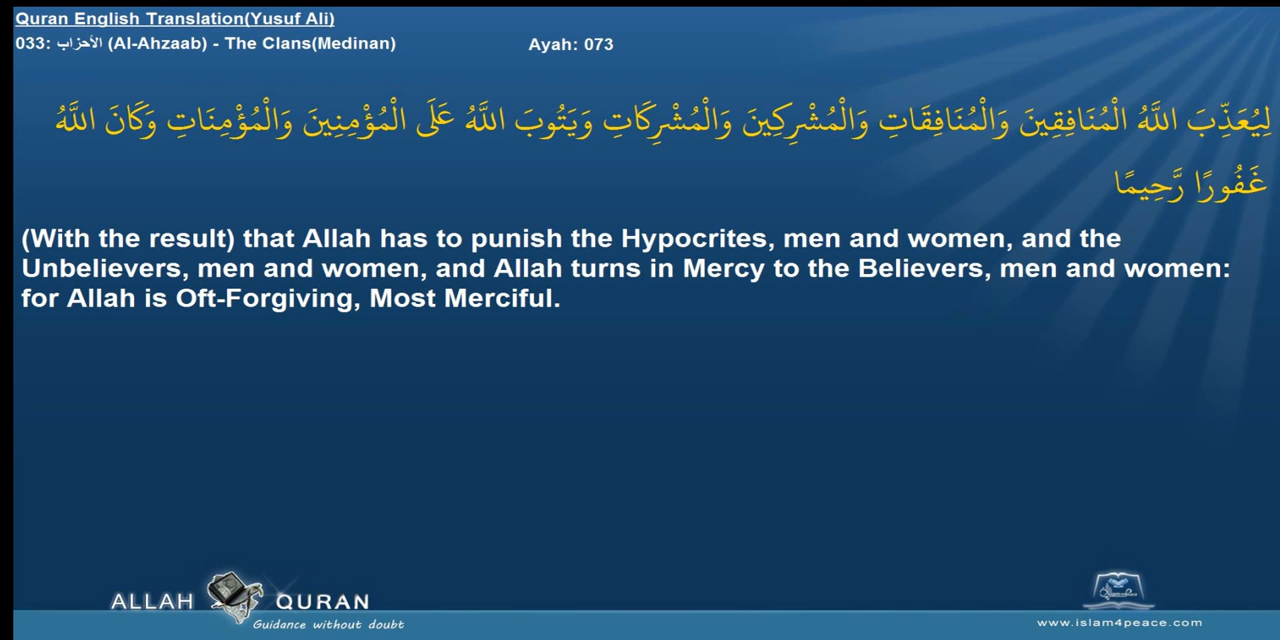 Quran English Translation(Yusuf Ali)
033: الأحزاب (Al-Ahzaab) - The Clans(Medinan) Ayah: 073
لِيُعَذِّبَ اللَّهُ الْمُنَافِقِينَ وَالْمُنَافِقَاتِ وَالْمُشْرِكِينَ وَالْمُشْرِكَاتِ وَيَتُوبَ اللَّهُ عَلَى الْمُؤْمِنِينَ وَالْمُؤْمِنَاتِ وَكَانَ اللَّهُ
غَفُورًا رَّحِيمًا
(With the result) that Allah has to punish the Hypocrites, men and women, and the
Unbelievers, men and women, and Allah turns in Mercy to the Believers, men and women:
for Allah is Oft-Forgiving, Most Merciful.
ALLAH QURAN
Guidance without doubt
www.islam4peace.com